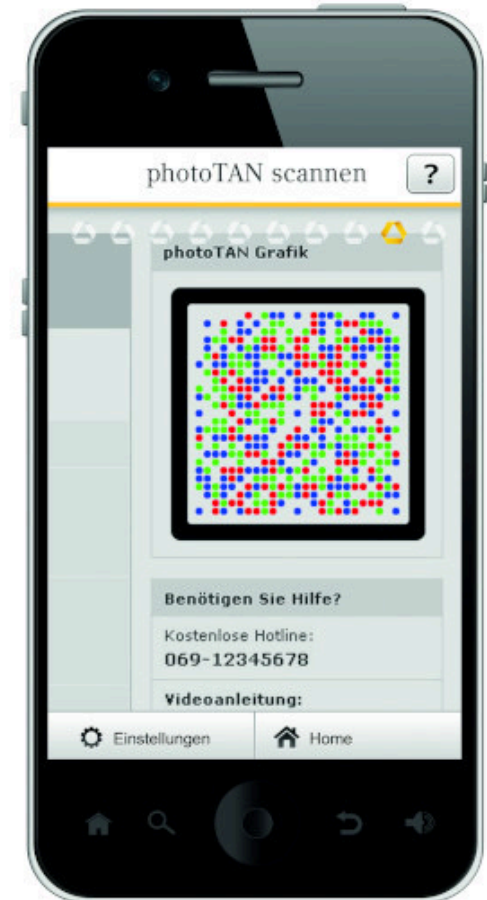 photoTAN scannen
?
photoTAN Grafik
Benötigen Sie Hilfe?
Kostenlose Hotline:
069-12345678
Videoanleitung:
Einstellungen
Home